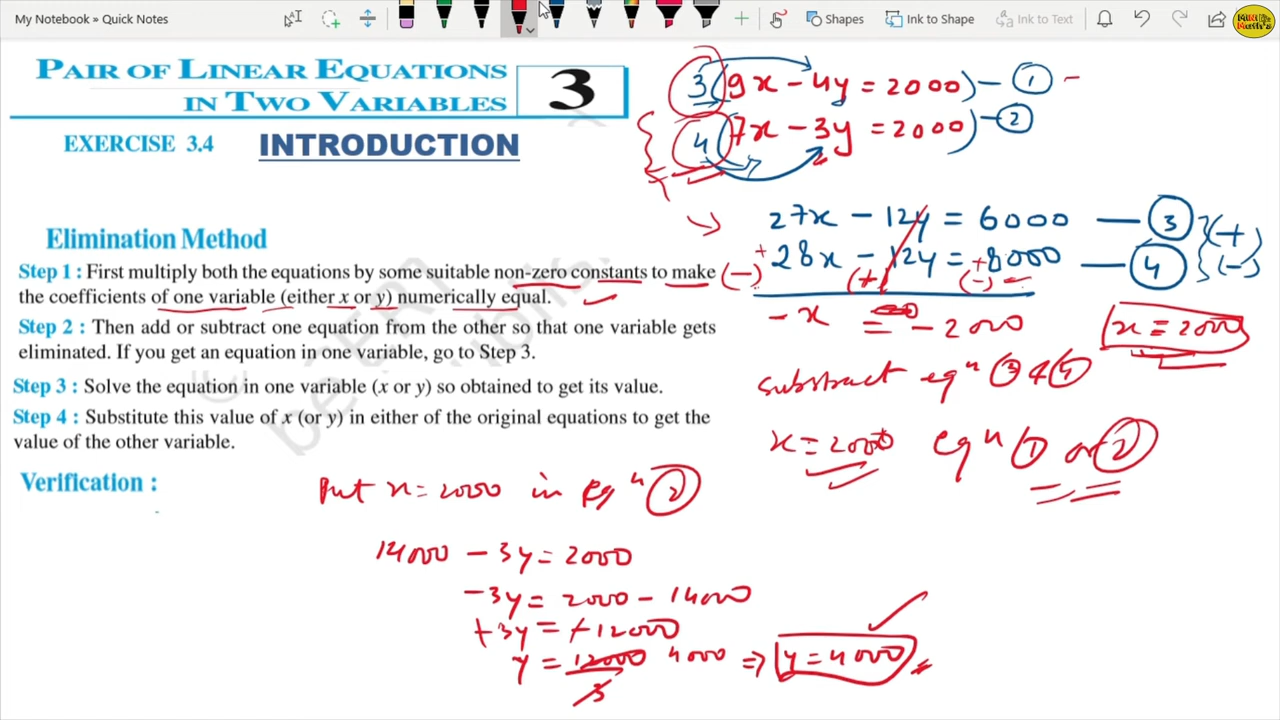 My Notebook » Quick Notes
Shapes
Ink to Shape
Ink to Text
PAIR OF LINEAR EQUATIONS
IN TWO VARIABLES
3
EXERCISE 3.4 INTRODUCTION
3(9x - 4y = 2000) — 1
4(7x - 3y = 2000) — 2
27x - 12y = 6000 — 3 (+)
28x - 12y = 8000 — 4 (-)
+ (-) (+) + (-)
-x = -2000
x = 2000
substract eqn 3 & 4
x = 2000 eqn 1 or 2
Elimination Method
Step 1 : First multiply both the equations by some suitable non-zero constants to make
the coefficients of one variable (either x or y) numerically equal.
Step 2 : Then add or subtract one equation from the other so that one variable gets
eliminated. If you get an equation in one variable, go to Step 3.
Step 3 : Solve the equation in one variable (x or y) so obtained to get its value.
Step 4 : Substitute this value of x (or y) in either of the original equations to get the
value of the other variable.
Verification :
Put x = 2000 in eqn 2
14000 - 3y = 2000
-3y = 2000 - 14000
+3y = +12000
y = 12000/3 4000 ⇒ y = 4000